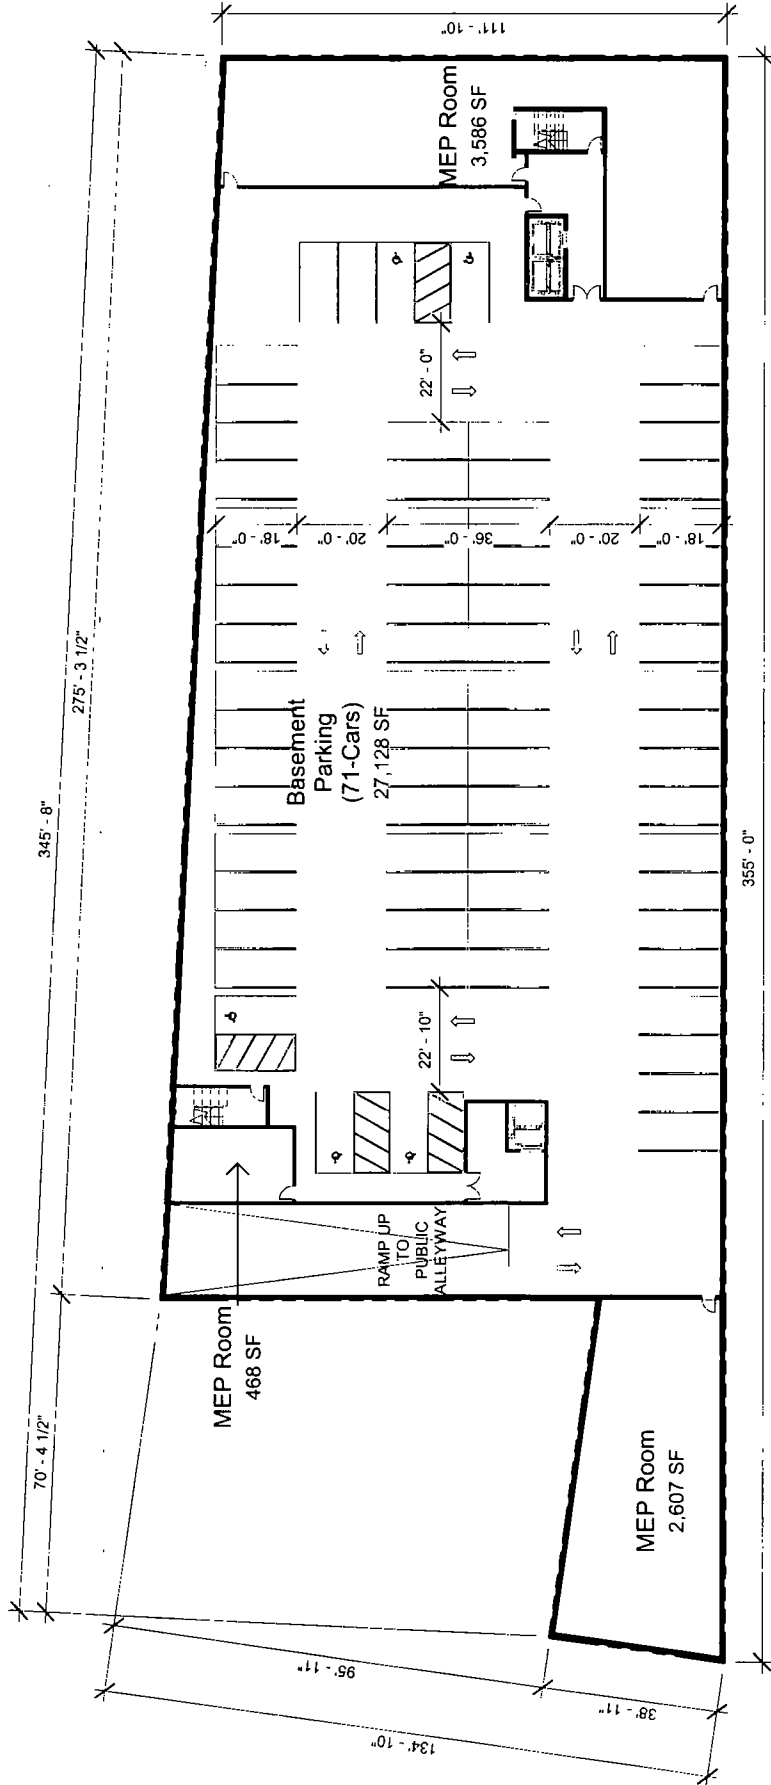 111' - 10"
MEP Room
3,586 SF
22' - 0"
18' - 0"
20' - 0"
36' - 0"
20' - 0"
18' - 0"
275' - 3 1/2"
345' - 8"
Basement
Parking
(71-Cars)
27,128 SF
355' - 0"
22' - 10"
RAMP UP
TO
PUBLIC
ALLEYWAY
MEP Room
468 SF
70' - 4 1/2"
MEP Room
2,607 SF
95' - 11"
38' - 11"
134' - 10"